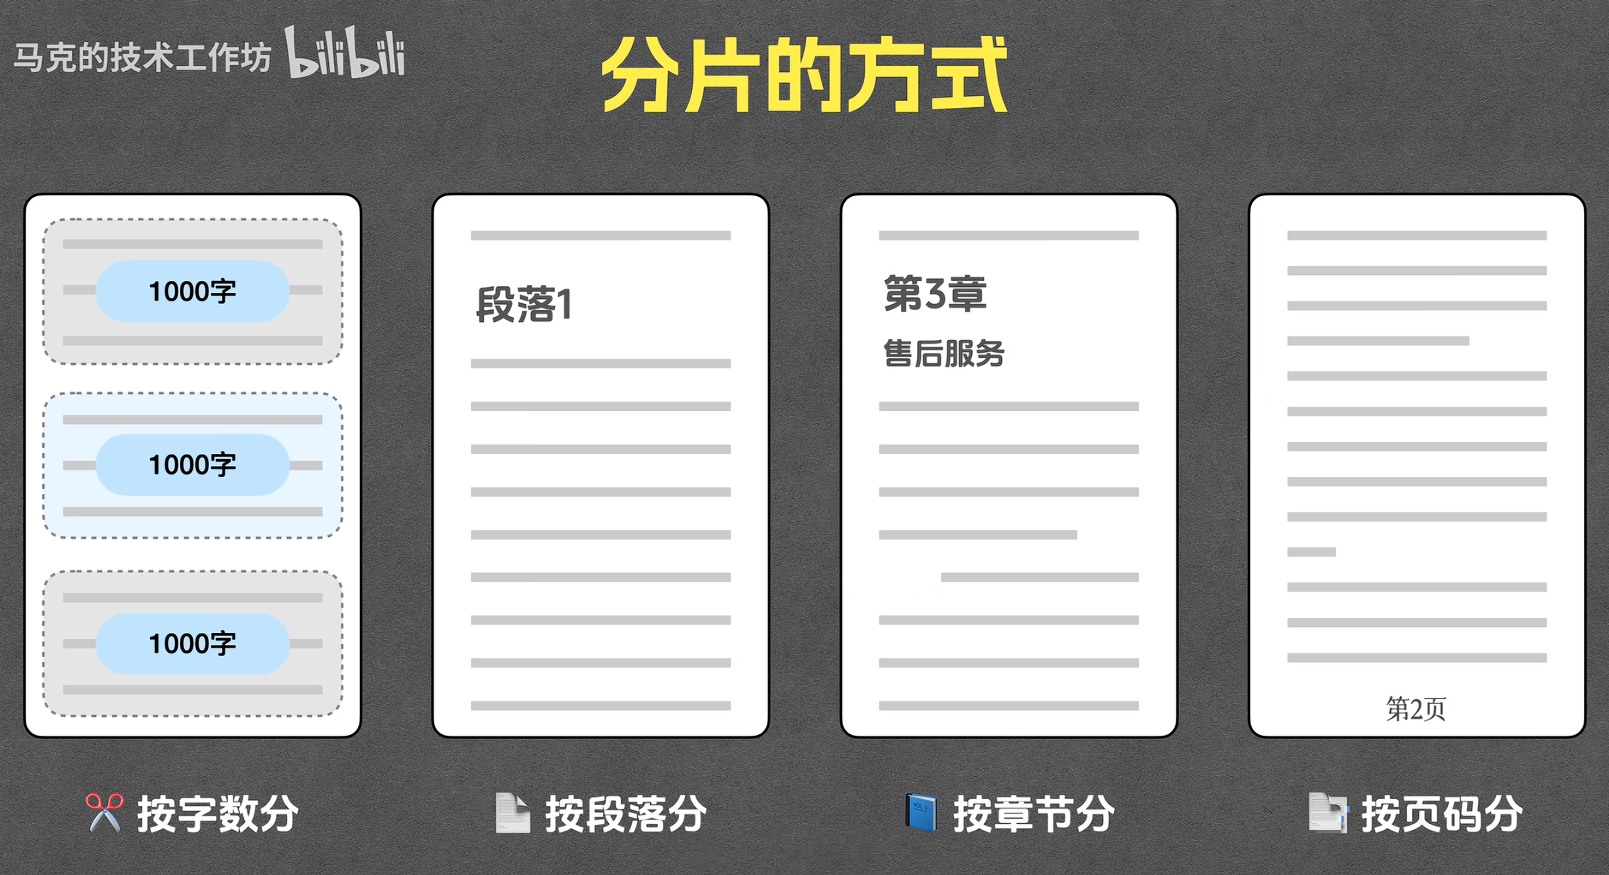 马克的技术工作坊 bilibili
分片的方式
1000字
1000字
1000字
按字数分
段落1
按段落分
第3章
售后服务
按章节分
第2页
按页码分